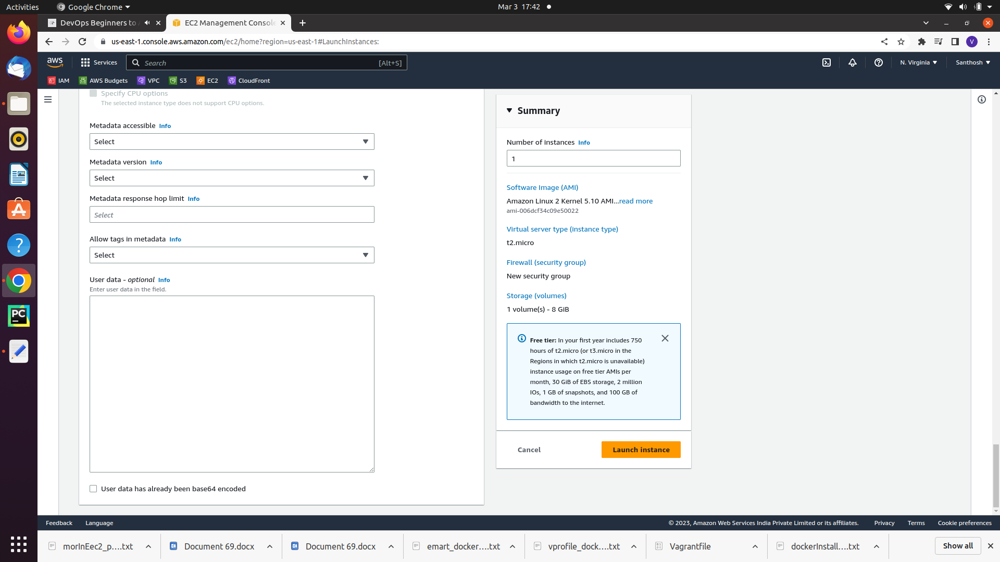 Activities
Google Chrome
Mar 3 17:42
DevOps Beginners to
EC2 Management Console
us-east-1.console.aws.amazon.com/ec2/home?region=us-east-1#LaunchInstances:
V
aws
Services
Search
[Alt+S]
N. Virginia
Santhosh
IAM
AWS Budgets
VPC
S3
EC2
CloudFront
Specify CPU options
The selected instance type does not support CPU options.
Metadata accessible Info
Select
Metadata version Info
Select
Metadata response hop limit Info
Select
Allow tags in metadata Info
Select
User data - optional Info
Enter user data in the field.
User data has already been base64 encoded
Summary
Number of instances Info
1
Software Image (AMI)
Amazon Linux 2 Kernel 5.10 AMI...read more
ami-006dcf34c09e50022
Virtual server type (instance type)
t2.micro
Firewall (security group)
New security group
Storage (volumes)
1 volume(s) - 8 GiB
Free tier: In your first year includes 750
hours of t2.micro (or t3.micro in the
Regions in which t2.micro is unavailable)
instance usage on free tier AMIs per
month, 30 GiB of EBS storage, 2 million
IOs, 1 GB of snapshots, and 100 GB of
bandwidth to the internet.
Cancel
Launch instance
PC
Feedback
Language
© 2023, Amazon Web Services India Private Limited or its affiliates.
Privacy
Terms
Cookie preferences
morInEec2_p....txt
Document 69.docx
Document 69.docx
emart_docker....txt
vprofile_dock....txt
Vagrantfile
dockerInstall....txt
Show all